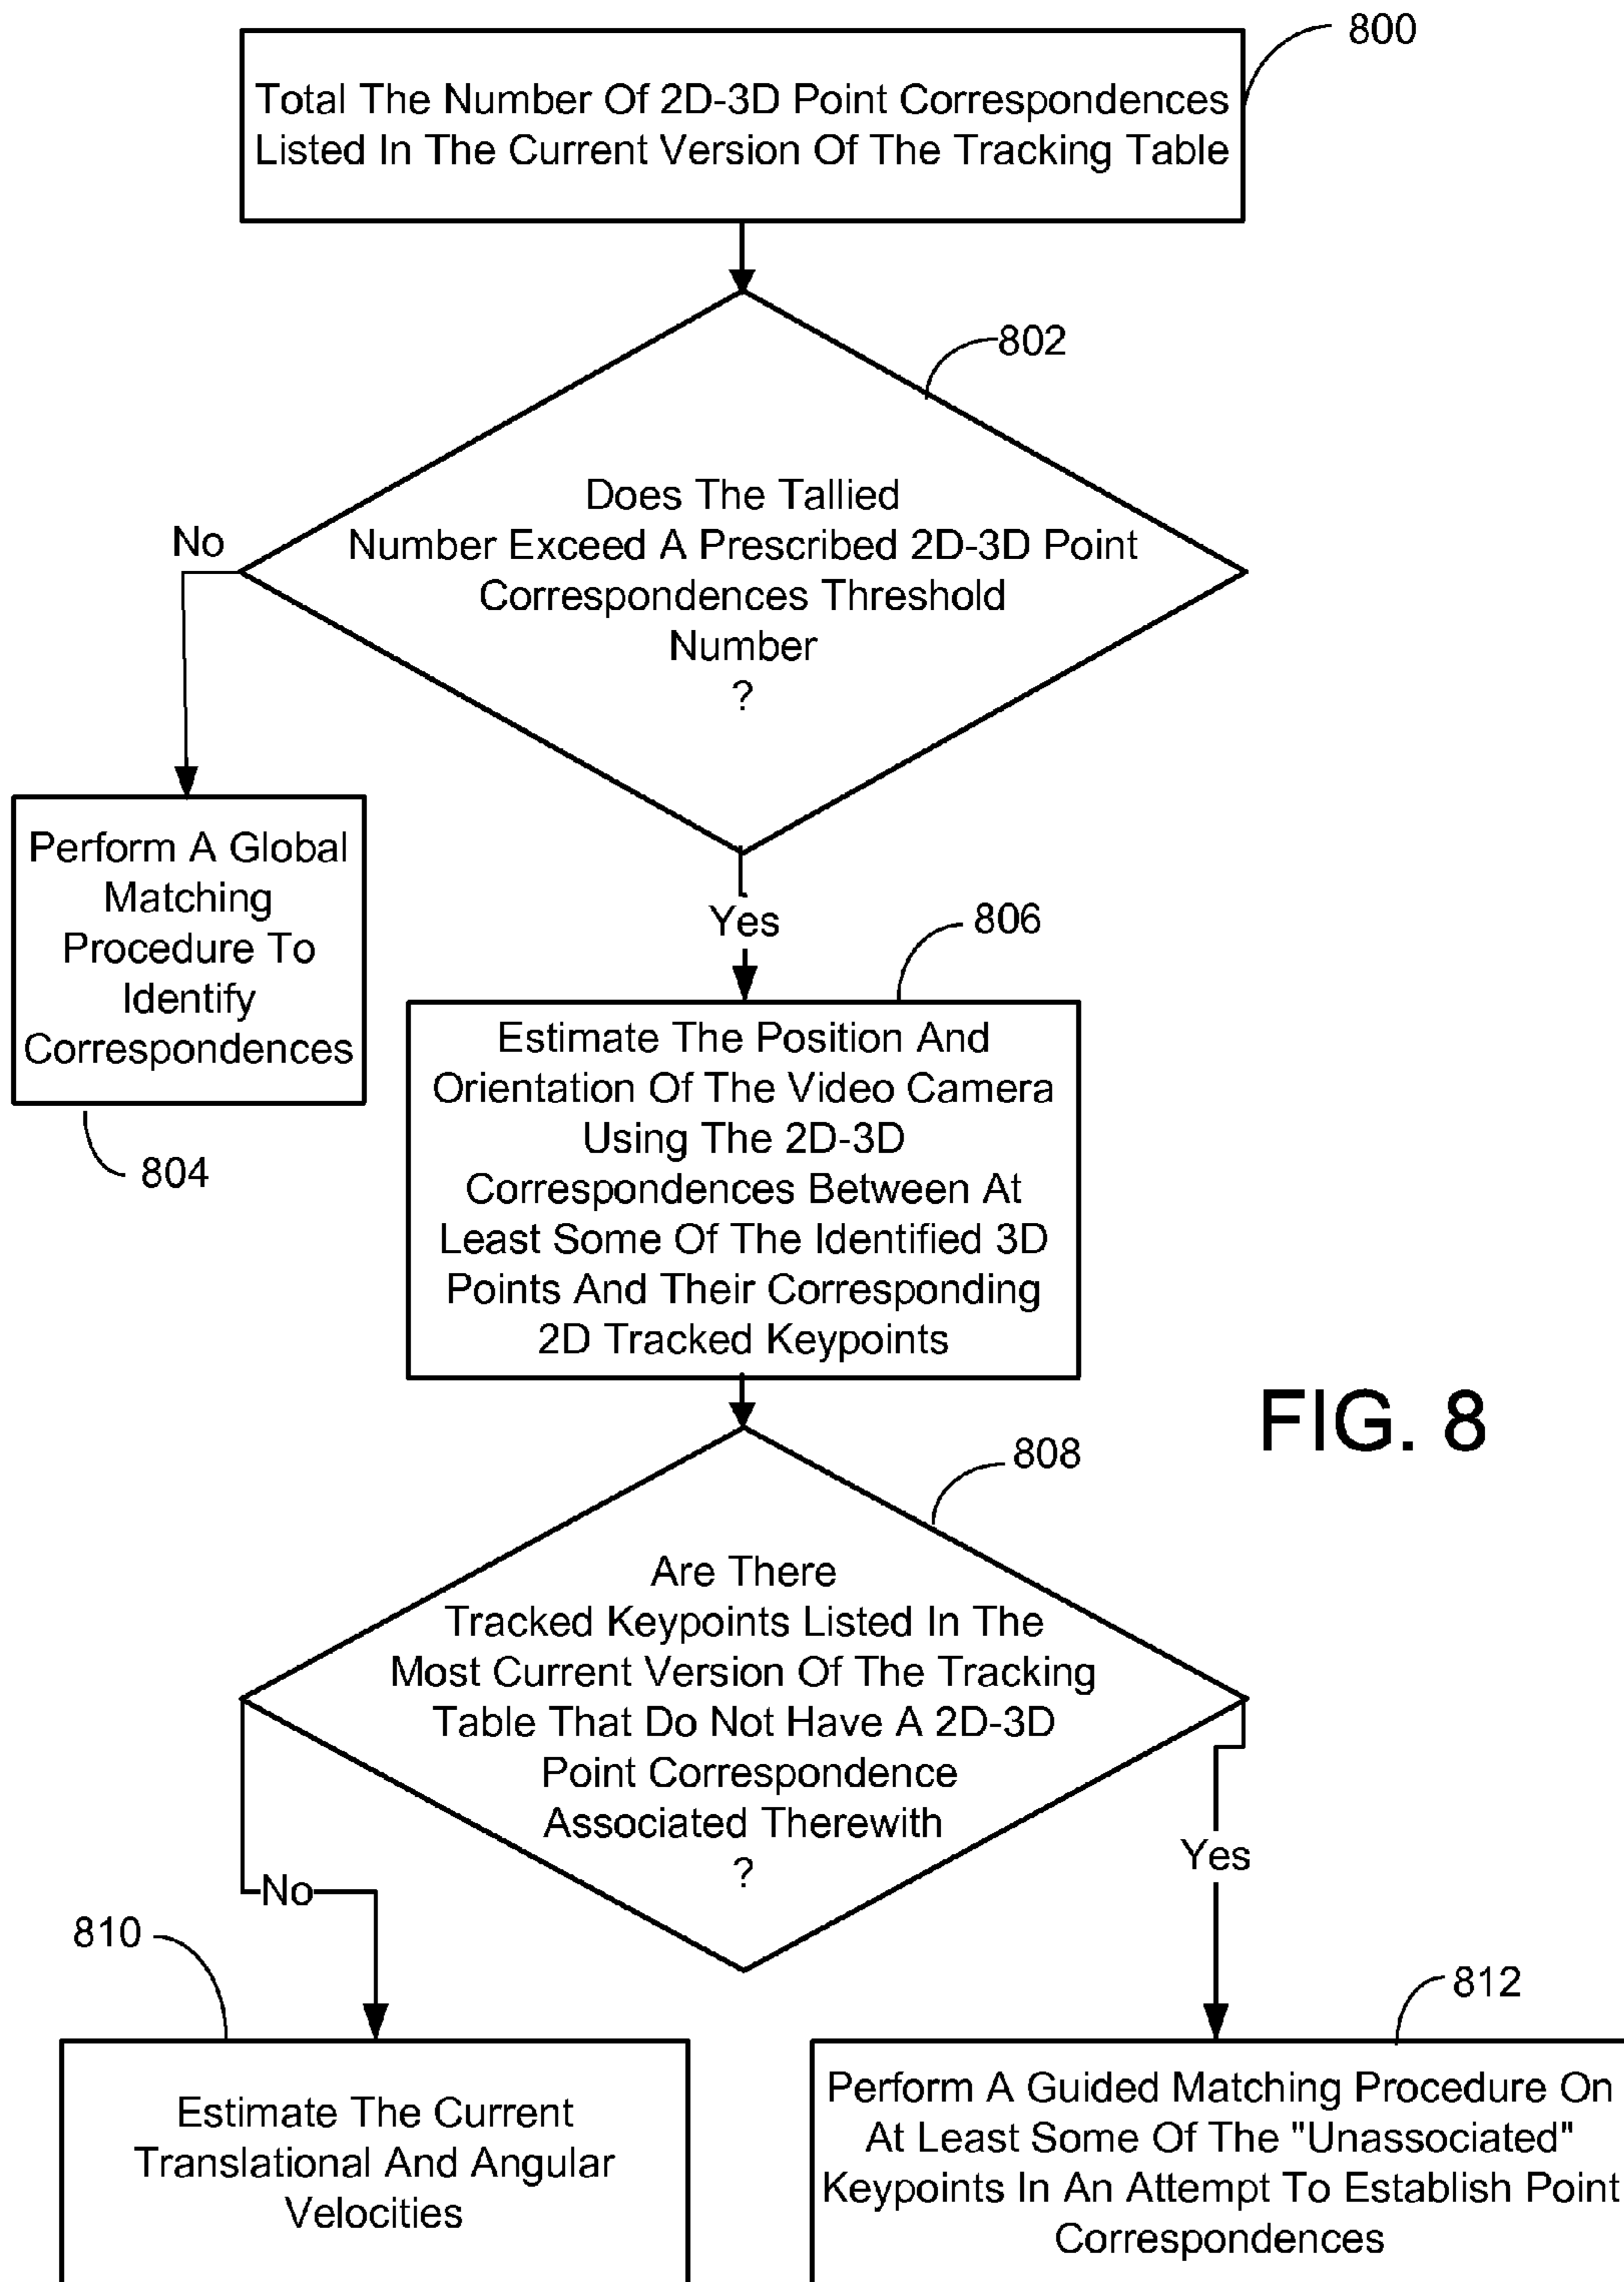 800
Total The Number Of 2D-3D Point Correspondences
Listed In The Current Version Of The Tracking Table
802
Does The Tallied
Number Exceed A Prescribed 2D-3D Point
Correspondences Threshold
Number
?
No
Perform A Global
Matching
Procedure To
Identify
Correspondences
804
Yes
806
Estimate The Position And
Orientation Of The Video Camera
Using The 2D-3D
Correspondences Between At
Least Some Of The Identified 3D
Points And Their Corresponding
2D Tracked Keypoints
FIG. 8
808
Are There
Tracked Keypoints Listed In The
Most Current Version Of The Tracking
Table That Do Not Have A 2D-3D
Point Correspondence
Associated Therewith
?
No
Yes
810
Estimate The Current
Translational And Angular
Velocities
812
Perform A Guided Matching Procedure On
At Least Some Of The "Unassociated"
Keypoints In An Attempt To Establish Point
Correspondences